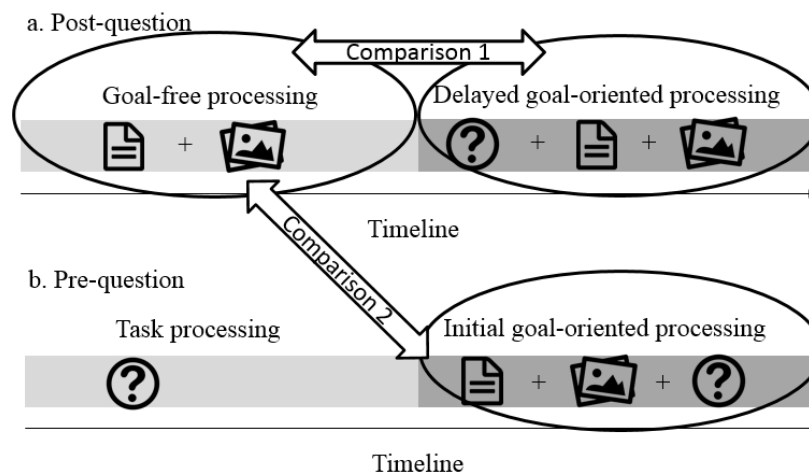 a. Post-question
Comparison 1
Goal-free processing
Delayed goal-oriented processing
+
+
+
Timeline
Comparison 2
b. Pre-question
Task processing
Initial goal-oriented processing
?
+
+
?
Timeline